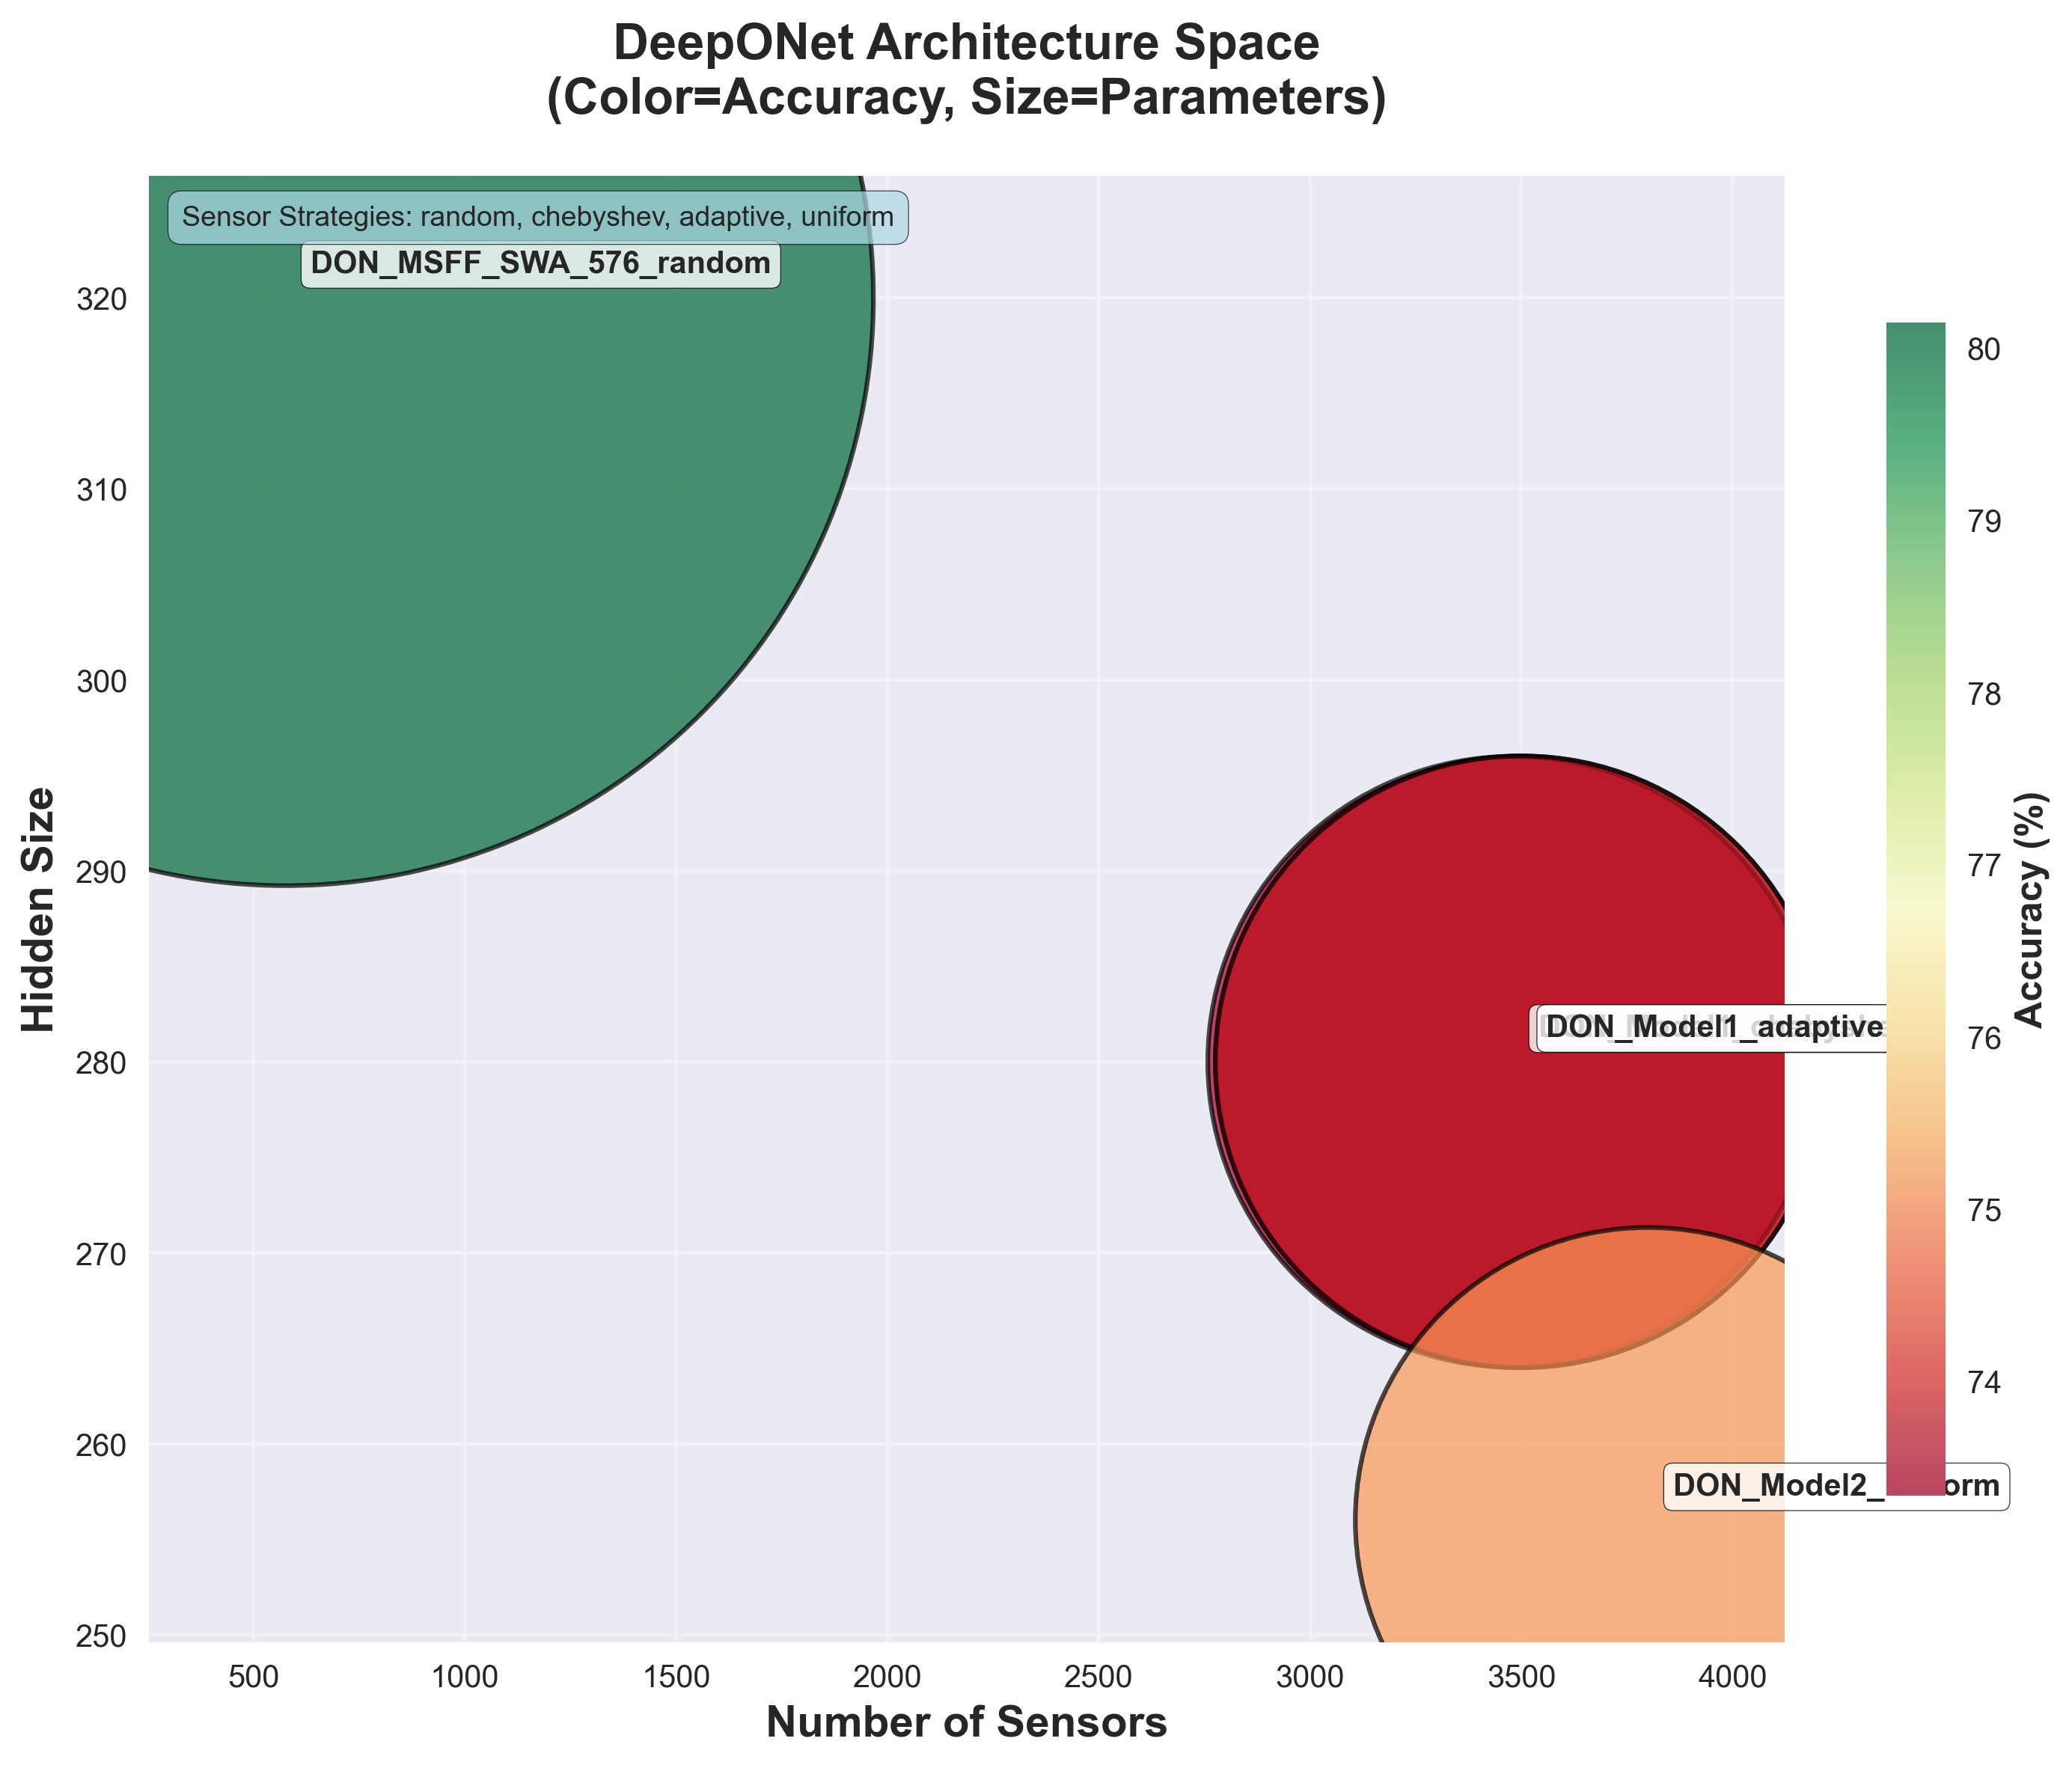 DeepONet Architecture Space
(Color=Accuracy, Size=Parameters)
Sensor Strategies: random, chebyshev, adaptive, uniform
DON_MSFF_SWA_576_random
320
310
300
290
280
270
260
250
Hidden Size
DON_Model1_adaptive
DON_Model2_ orm
500 1000 1500 2000 2500 3000 3500 4000
Number of Sensors
80
79
78
77
76
75
74
Accuracy (%)